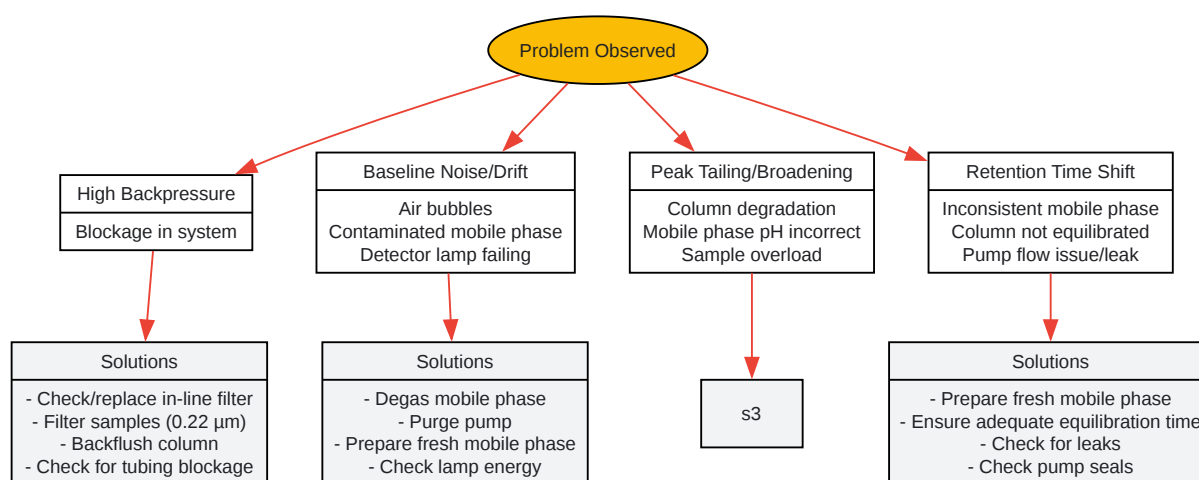 Problem Observed
High Backpressure
Blockage in system
Baseline Noise/Drift
Air bubbles
Contaminated mobile phase
Detector lamp failing
Peak Tailing/Broadening
Column degradation
Mobile phase pH incorrect
Sample overload
Retention Time Shift
Inconsistent mobile phase
Column not equilibrated
Pump flow issue/leak
Solutions
- Check/replace in-line filter
- Filter samples (0.22 µm)
- Backflush column
- Check for tubing blockage
Solutions
- Degas mobile phase
- Purge pump
- Prepare fresh mobile phase
- Check lamp energy
s3
Solutions
- Prepare fresh mobile phase
- Ensure adequate equilibration time
- Check for leaks
- Check pump seals